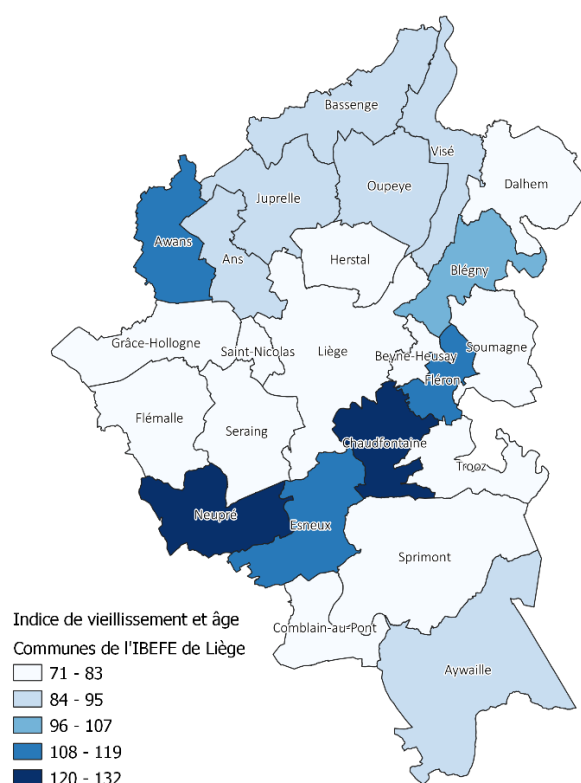 Bassenge
Visé
Dalhem
Juprelle
Oupeye
Awans
Ans
Herstal
Blégny
Grâce-Hollogne
Saint-Nicolas
Liège
Beyne-Heusay
Soumagne
Fléron
Flémalle
Seraing
Chaudfontaine
Trooz
Neupré
Esneux
Sprimont
Comblain-au-Pont
Aywaille
Indice de vieillissement et âge
Communes de l'IBEFE de Liège
71 - 83
84 - 95
96 - 107
108 - 119
120 - 132